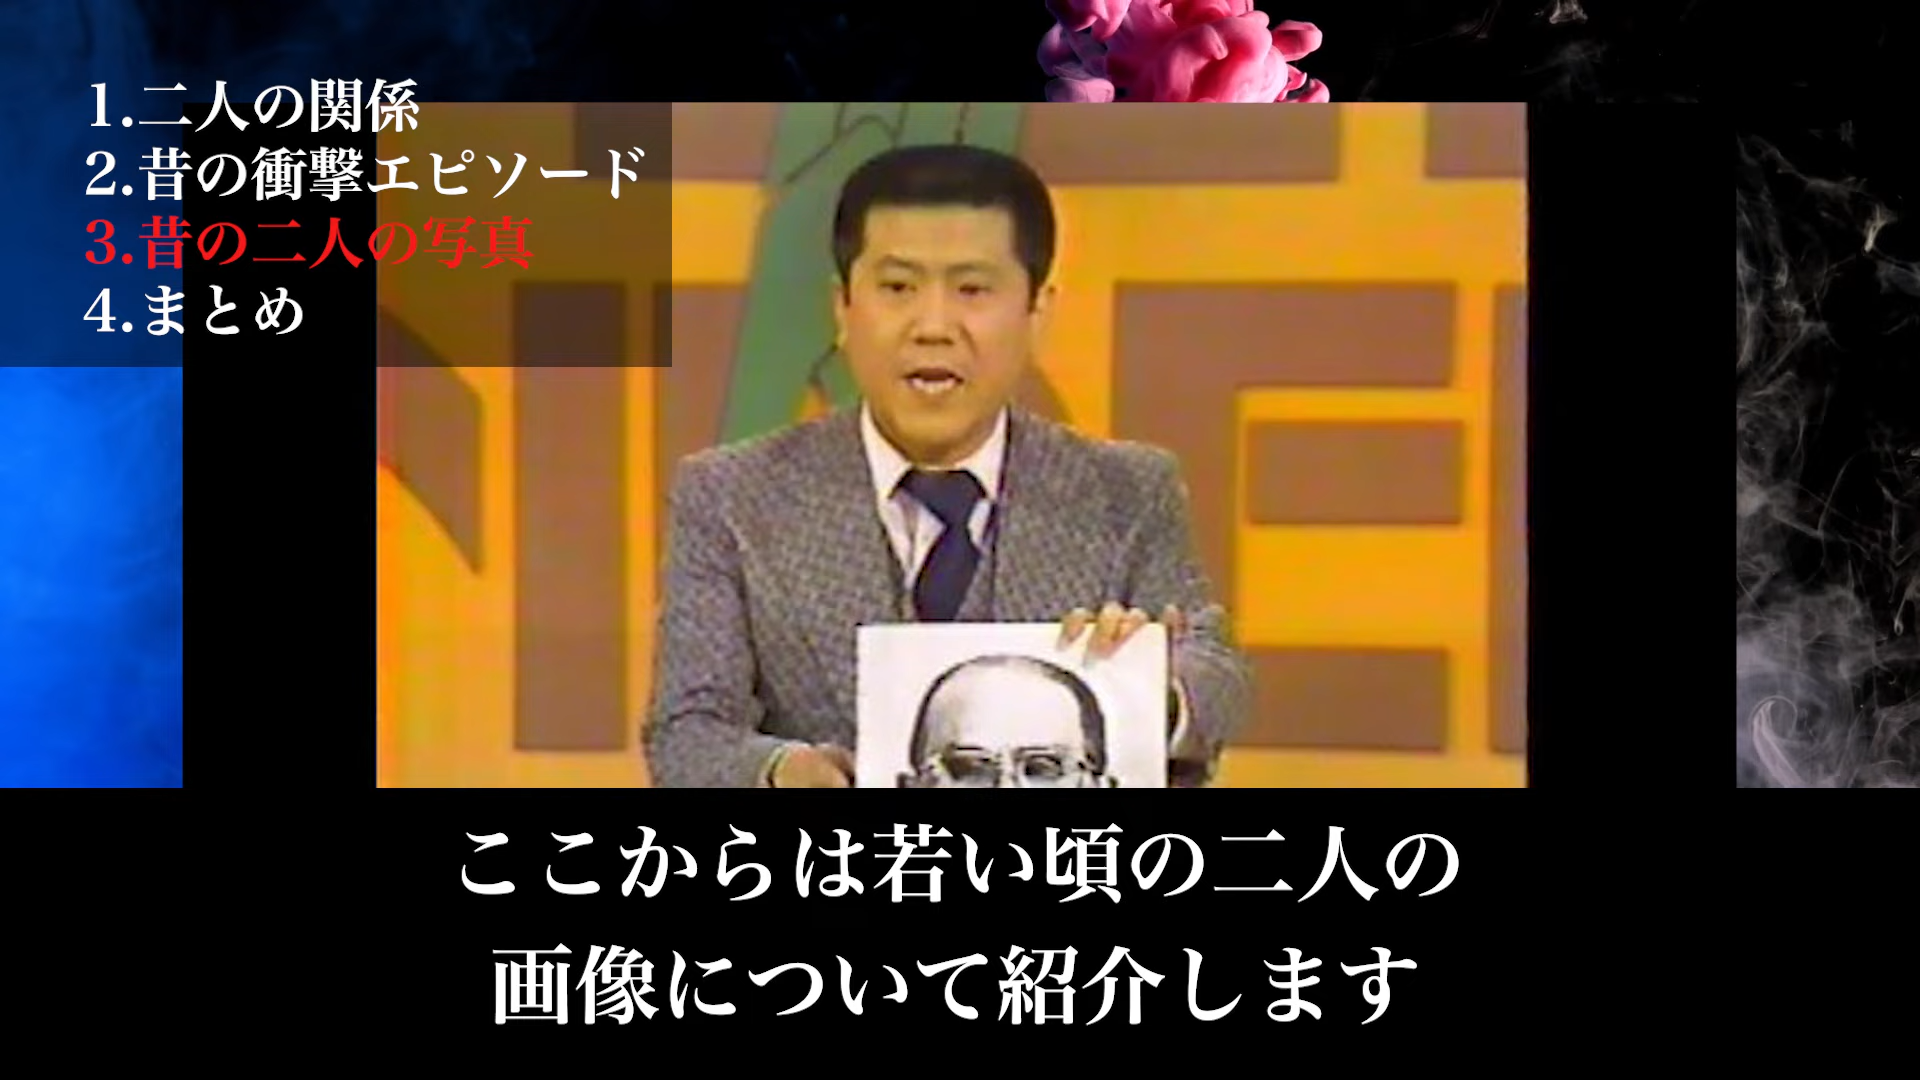 1.二人の関係
2.昔の衝撃エピソード
3.昔の二人の写真
4.まとめ
ここからは若い頃の二人の
画像について紹介します